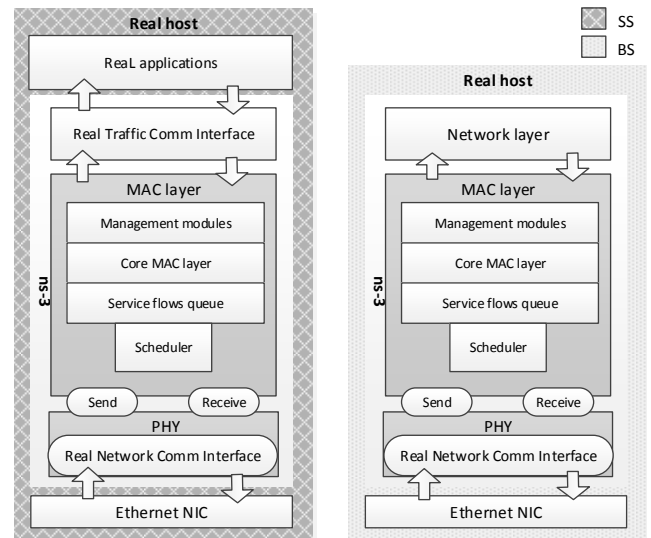 Real host
SS
BS
ReaL applications
Real Traffic Comm Interface
MAC layer
Management modules
Core MAC layer
Service flows queue
Scheduler
ns-3
Send
Receive
PHY
Real Network Comm Interface
Ethernet NIC
Real host
Network layer
MAC layer
Management modules
Core MAC layer
Service flows queue
Scheduler
ns-3
Send
Receive
PHY
Real Network Comm Interface
Ethernet NIC